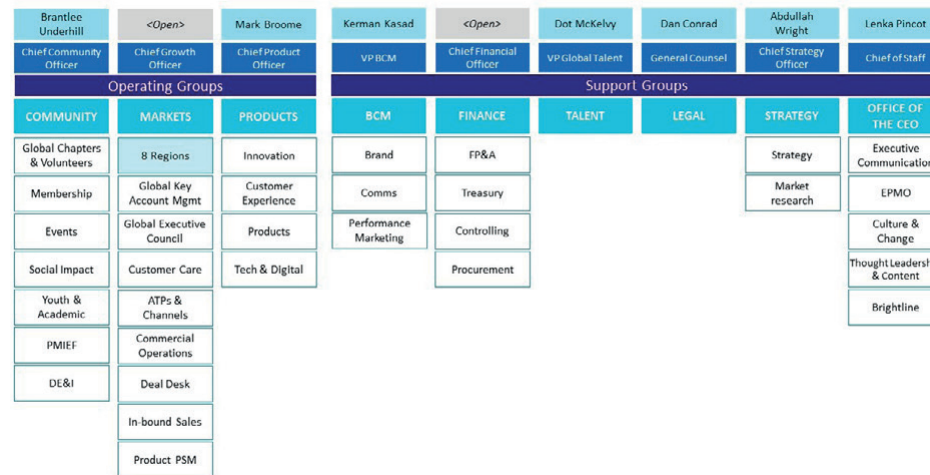 Brantlee
Underhill
<Open>
Mark Broome
Kerman Kasad
<Open>
Dot McKelvy
Dan Conrad
Abdullah
Wright
Lenka Pincot
Chief Community
Officer
Chief Growth
Officer
Chief Product
Officer
VP BCM
Chief Financial
Officer
VP Global Talent
General Counsel
Chief Strategy
Officer
Chief of Staff
Operating Groups
Support Groups
COMMUNITY
MARKETS
PRODUCTS
BCM
FINANCE
TALENT
LEGAL
STRATEGY
OFFICE OF
THE CEO
Global Chapters
& Volunteers
Membership
Events
Social Impact
Youth &
Academic
PMIEF
DE&I
8 Regions
Global Key
Account Mgmt
Global Executive
Council
Customer Care
ATPs &
Channels
Commercial
Operations
Deal Desk
In-bound Sales
Product PSM
Innovation
Customer
Experience
Products
Tech & Digital
Brand
Comms
Performance
Marketing
FP&A
Treasury
Controlling
Procurement
Strategy
Market
research
Executive
Communication
EPMO
Culture &
Change
Thought Leadersh
& Content
Brightline